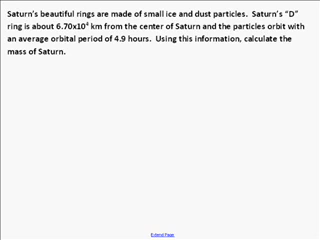 Saturn's beautiful rings are made of small ice and dust particles. Saturn's "D"
ring is about 6.70x10⁴ km from the center of Saturn and the particles orbit with
an average orbital period of 4.9 hours. Using this information, calculate the
mass of Saturn.
Extend Page